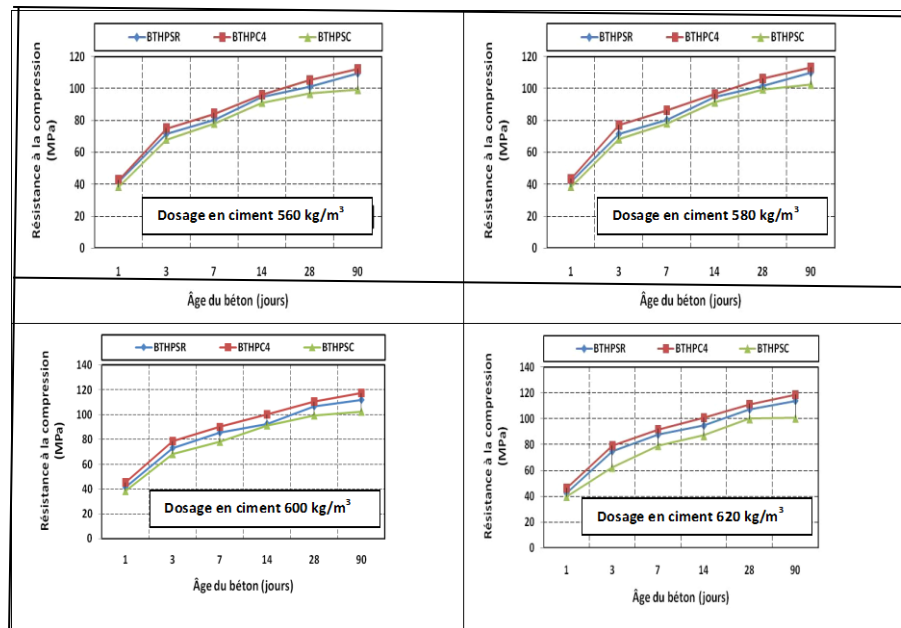 BTHPSR BTHPC4 BTHPSC
Résistance à la compression
(MPa)
120
100
80
60
40
20
0
Dosage en ciment 560 kg/m³
1 3 7 14 28 90
Âge du béton (jours)
BTHPSR BTHPC4 BTHPSC
Résistance à la compression
(MPa)
120
100
80
60
40
20
0
Dosage en ciment 580 kg/m³
1 3 7 14 28 90
Âge du béton (jours)
BTHPSR BTHPC4 BTHPSC
Résistance à la compression
(MPa)
140
120
100
80
60
40
20
0
Dosage en ciment 600 kg/m³
1 3 7 14 28 90
Âge du béton (jours)
BTHPSR BTHPC4 BTHPSC
Résistance à la compression
(MPa)
140
120
100
80
60
40
20
0
Dosage en ciment 620 kg/m³
1 3 7 14 28 90
Âge du béton (jours)